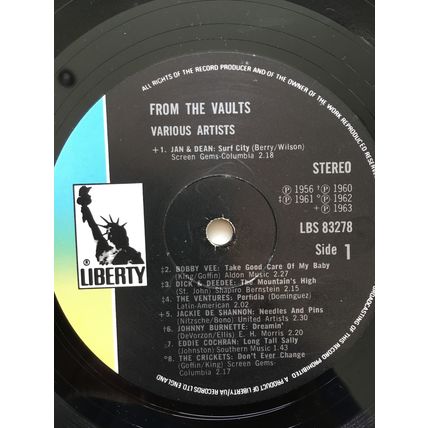 ALL RIGHTS OF THE RECORD PRODUCER AND OF THE OWNER OF THE WORK REPRODUCED RESERVED
FROM THE VAULTS
VARIOUS ARTISTS
+1. JAN & DEAN: Surf City (Berry/Wilson)
Screen Gems-Columbia 2.18
STEREO
℗ 1956 †℗ 1960
‡℗ 1961 °℗ 1962
+℗ 1963
LBS 83278
Side 1
® LIBERTY
‡2. BOBBY VEE: Take Good Care Of My Baby
(King/Goffin) Aldon Music 2.27
‡3. DICK & DEEDEE: The Mountain's High
(St. John) Shapiro Bernstein 2.15
†4. THE VENTURES: Perfidia (Dominguez)
Latin-American 2.02
+5. JACKIE DE SHANNON: Needles And Pins
(Nitzsche/Bono) United Artists 2.30
†6. JOHNNY BURNETTE: Dreamin'
(DeVorzon/Ellis) E. H. Morris 2.20
7. EDDIE COCHRAN: Long Tall Sally
(Johnston) Southern Music 1.43
°8. THE CRICKETS: Don't Ever Change
(Goffin/King) Screen Gems-
Columbia 2.17
BROADCASTING OF THIS RECORD PROHIBITED
A PRODUCT OF LIBERTY/UA RECORDS LTD ENGLAND